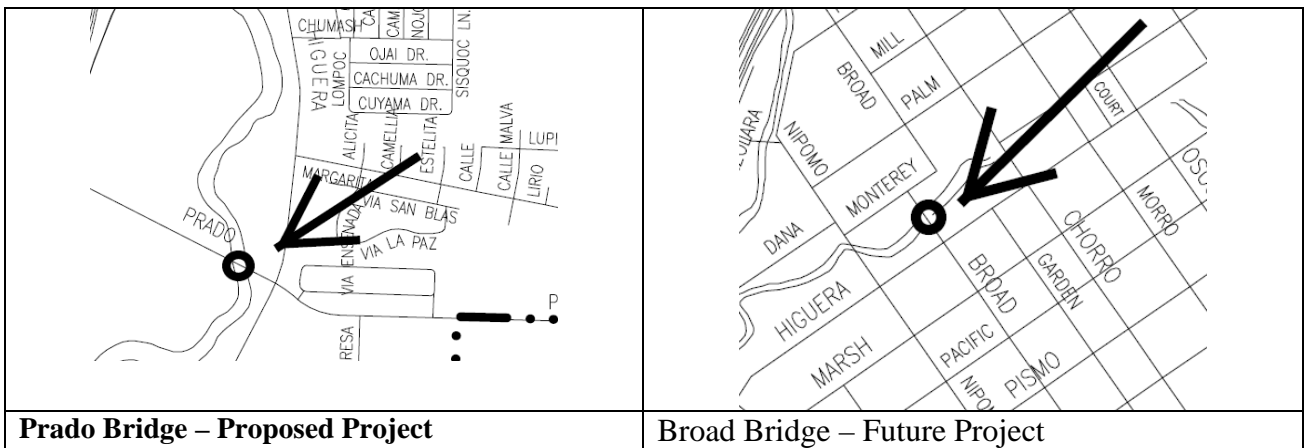 CHUMASH
HIGUERA
LOMPOC
CAM
NOJO
SISQUOC LN.
OJAI DR.
CACHUMA DR.
CUYAMA DR.
ALICITA
CAMELLIA
ESTELITA
CALLE
CALLE MALVA
LUPI
LIRIO
MARGARITA
VIA SAN BLAS
PRADO
VIA ENSENADA
VIA LA PAZ
P
RESA
Prado Bridge – Proposed Project
MILL
BROAD
PALM
COURT
NIPOMO
MONTEREY
OSO
MORRO
DANA
CHORRO
BROAD
GARDEN
HIGUERA
MARSH
PACIFIC
PISMO
NIPO
Broad Bridge – Future Project